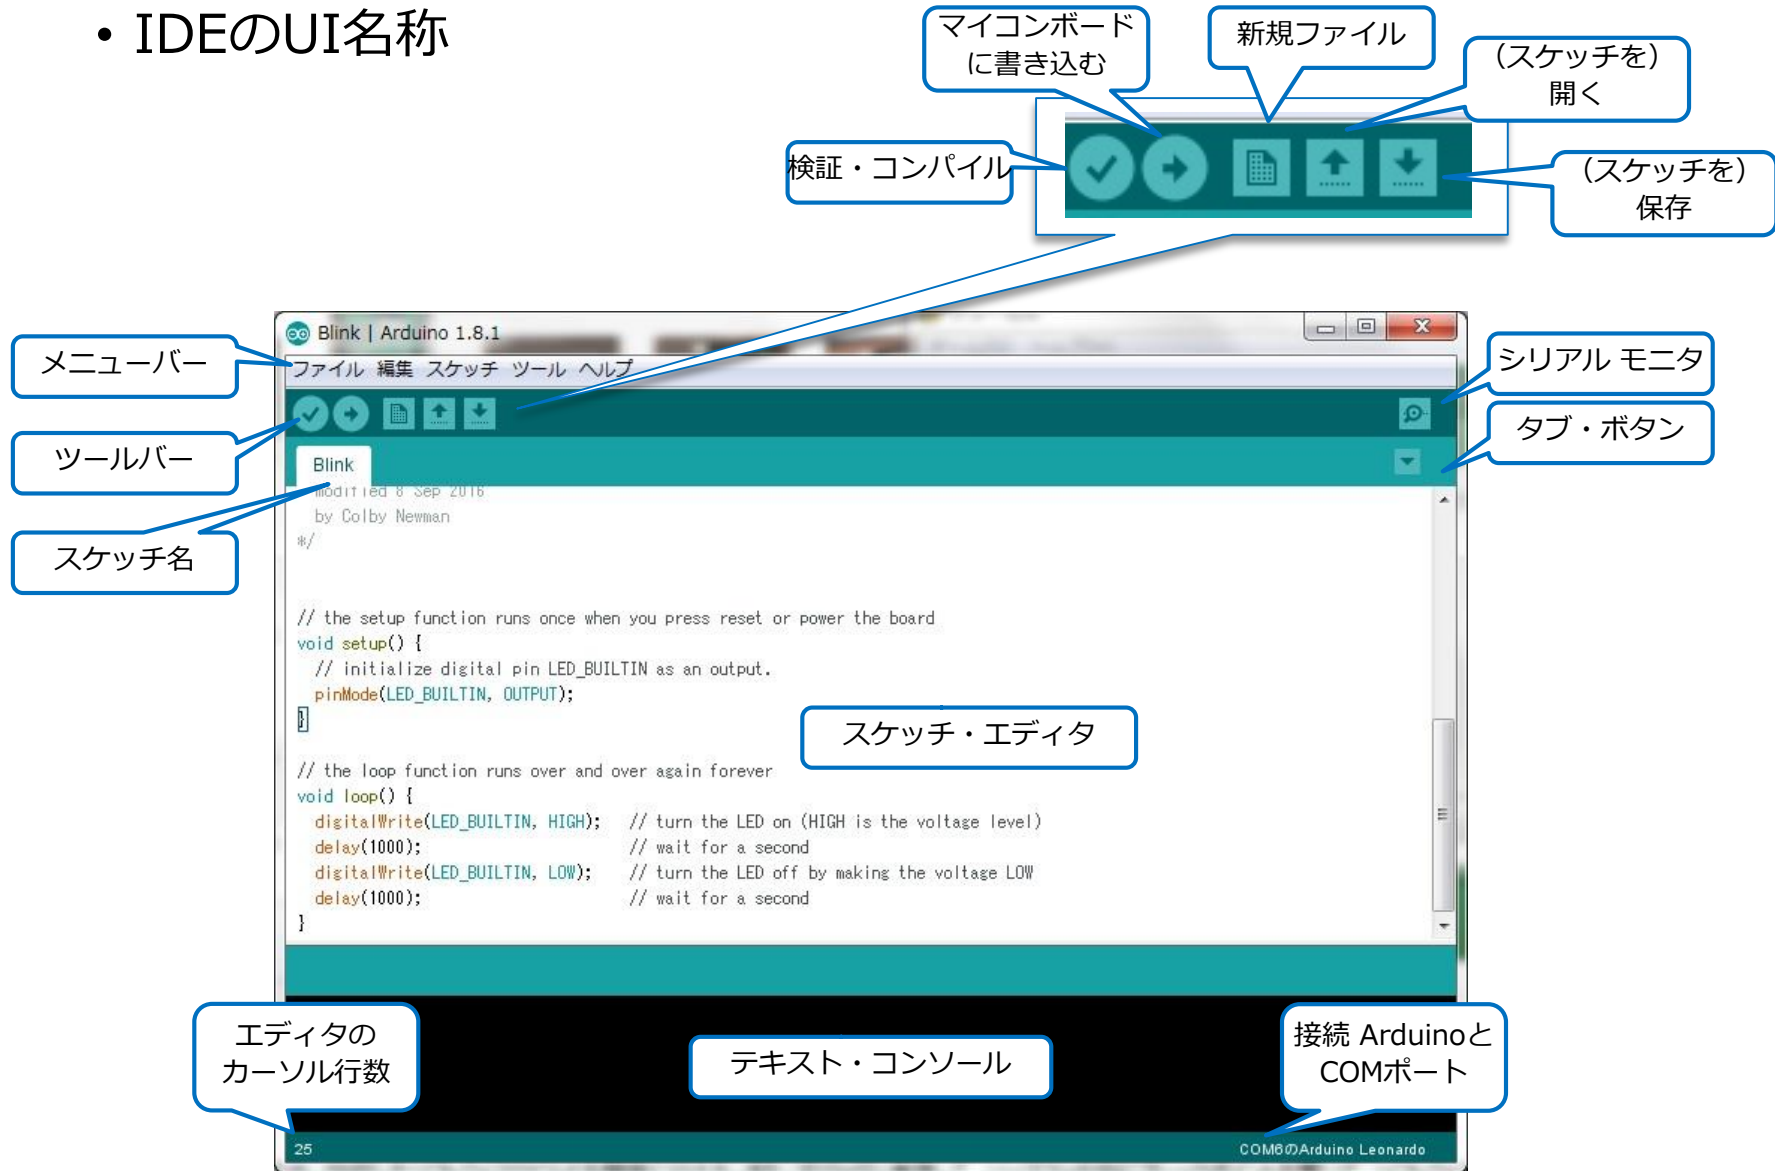 • IDEのUI名称
マイコンボード
に書き込む
新規ファイル
（スケッチを）
開く
検証・コンパイル
（スケッチを）
保存
Blink | Arduino 1.8.1
メニューバー
ファイル 編集 スケッチ ツール ヘルプ
シリアル モニタ
タブ・ボタン
ツールバー
Blink
スケッチ名
modified 8 Sep 2016
by Colby Newman
*/
// the setup function runs once when you press reset or power the board
void setup() {
// initialize digital pin LED_BUILTIN as an output.
pinMode(LED_BUILTIN, OUTPUT);
}
スケッチ・エディタ
// the loop function runs over and over again forever
void loop() {
digitalWrite(LED_BUILTIN, HIGH);   // turn the LED on (HIGH is the voltage level)
delay(1000);                       // wait for a second
digitalWrite(LED_BUILTIN, LOW);    // turn the LED off by making the voltage LOW
delay(1000);                       // wait for a second
}
エディタの
カーソル行数
テキスト・コンソール
接続 Arduinoと
COMポート
25
COM6のArduino Leonardo